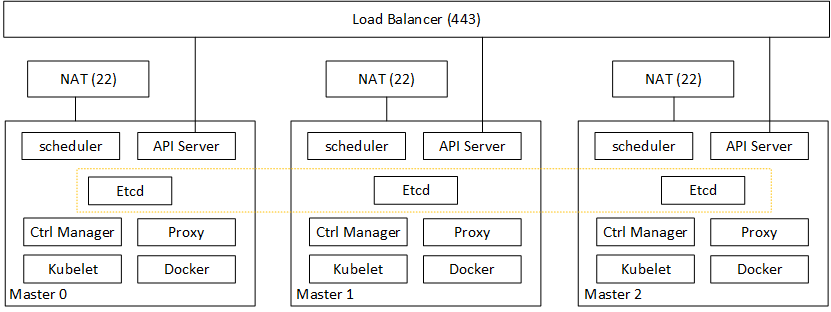 Load Balancer (443)
NAT (22)
NAT (22)
NAT (22)
scheduler
API Server
scheduler
API Server
scheduler
API Server
Etcd
Etcd
Etcd
Ctrl Manager
Proxy
Ctrl Manager
Proxy
Ctrl Manager
Proxy
Kubelet
Docker
Kubelet
Docker
Kubelet
Docker
Master 0
Master 1
Master 2